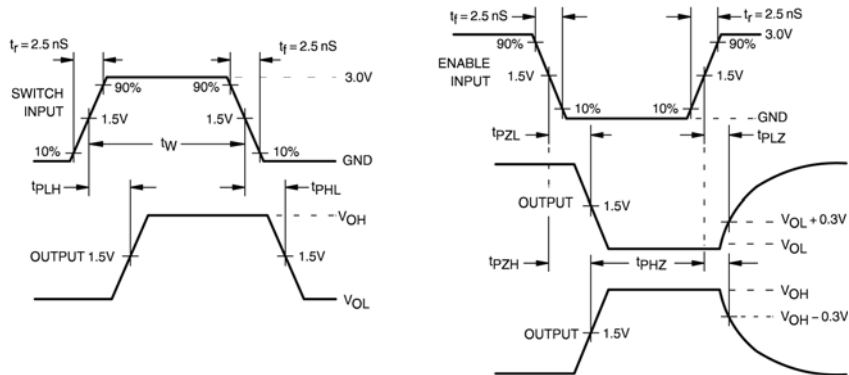 tr = 2.5 nS
tf = 2.5 nS
90%
90%
3.0V
SWITCH
INPUT
1.5V
1.5V
tW
10%
10%
GND
tPLH
tPHL
VOH
OUTPUT 1.5V
1.5V
VOL
tf = 2.5 nS
tr = 2.5 nS
90%
90%
3.0V
ENABLE
INPUT
1.5V
1.5V
10%
10%
GND
tPZL
tPLZ
OUTPUT
1.5V
VOL + 0.3V
VOL
tPZH
tPHZ
VOH
VOH – 0.3V
OUTPUT
1.5V